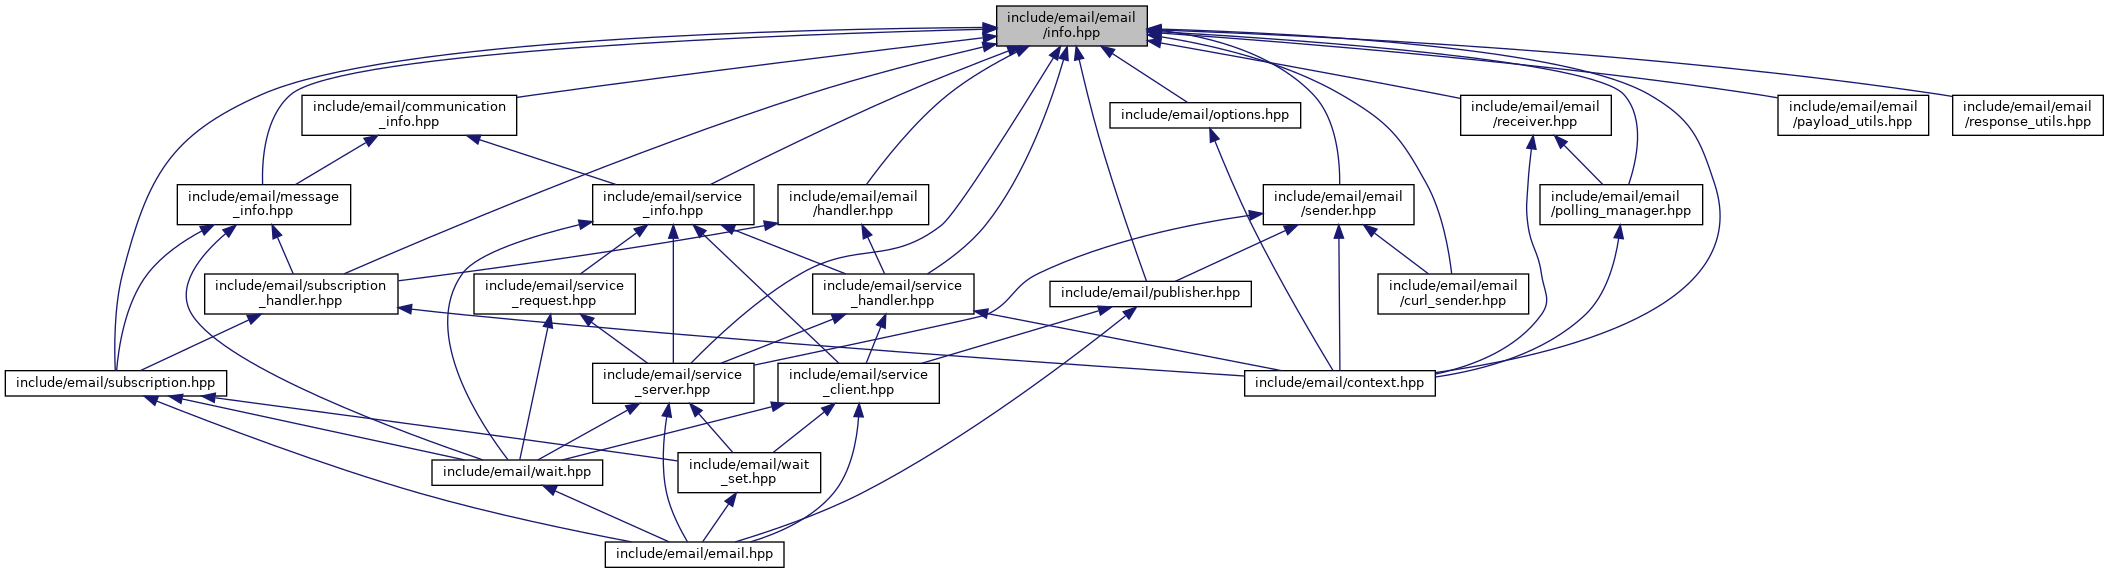 include/email/email
/info.hpp
include/email/communication
_info.hpp
include/email/options.hpp
include/email/email
/receiver.hpp
include/email/email
/payload_utils.hpp
include/email/email
/response_utils.hpp
include/email/message
_info.hpp
include/email/service
_info.hpp
include/email/email
/handler.hpp
include/email/email
/sender.hpp
include/email/email
/polling_manager.hpp
include/email/subscription
_handler.hpp
include/email/service
_request.hpp
include/email/service
_handler.hpp
include/email/publisher.hpp
include/email/email
/curl_sender.hpp
include/email/subscription.hpp
include/email/service
_server.hpp
include/email/service
_client.hpp
include/email/context.hpp
include/email/wait.hpp
include/email/wait
_set.hpp
include/email/email.hpp